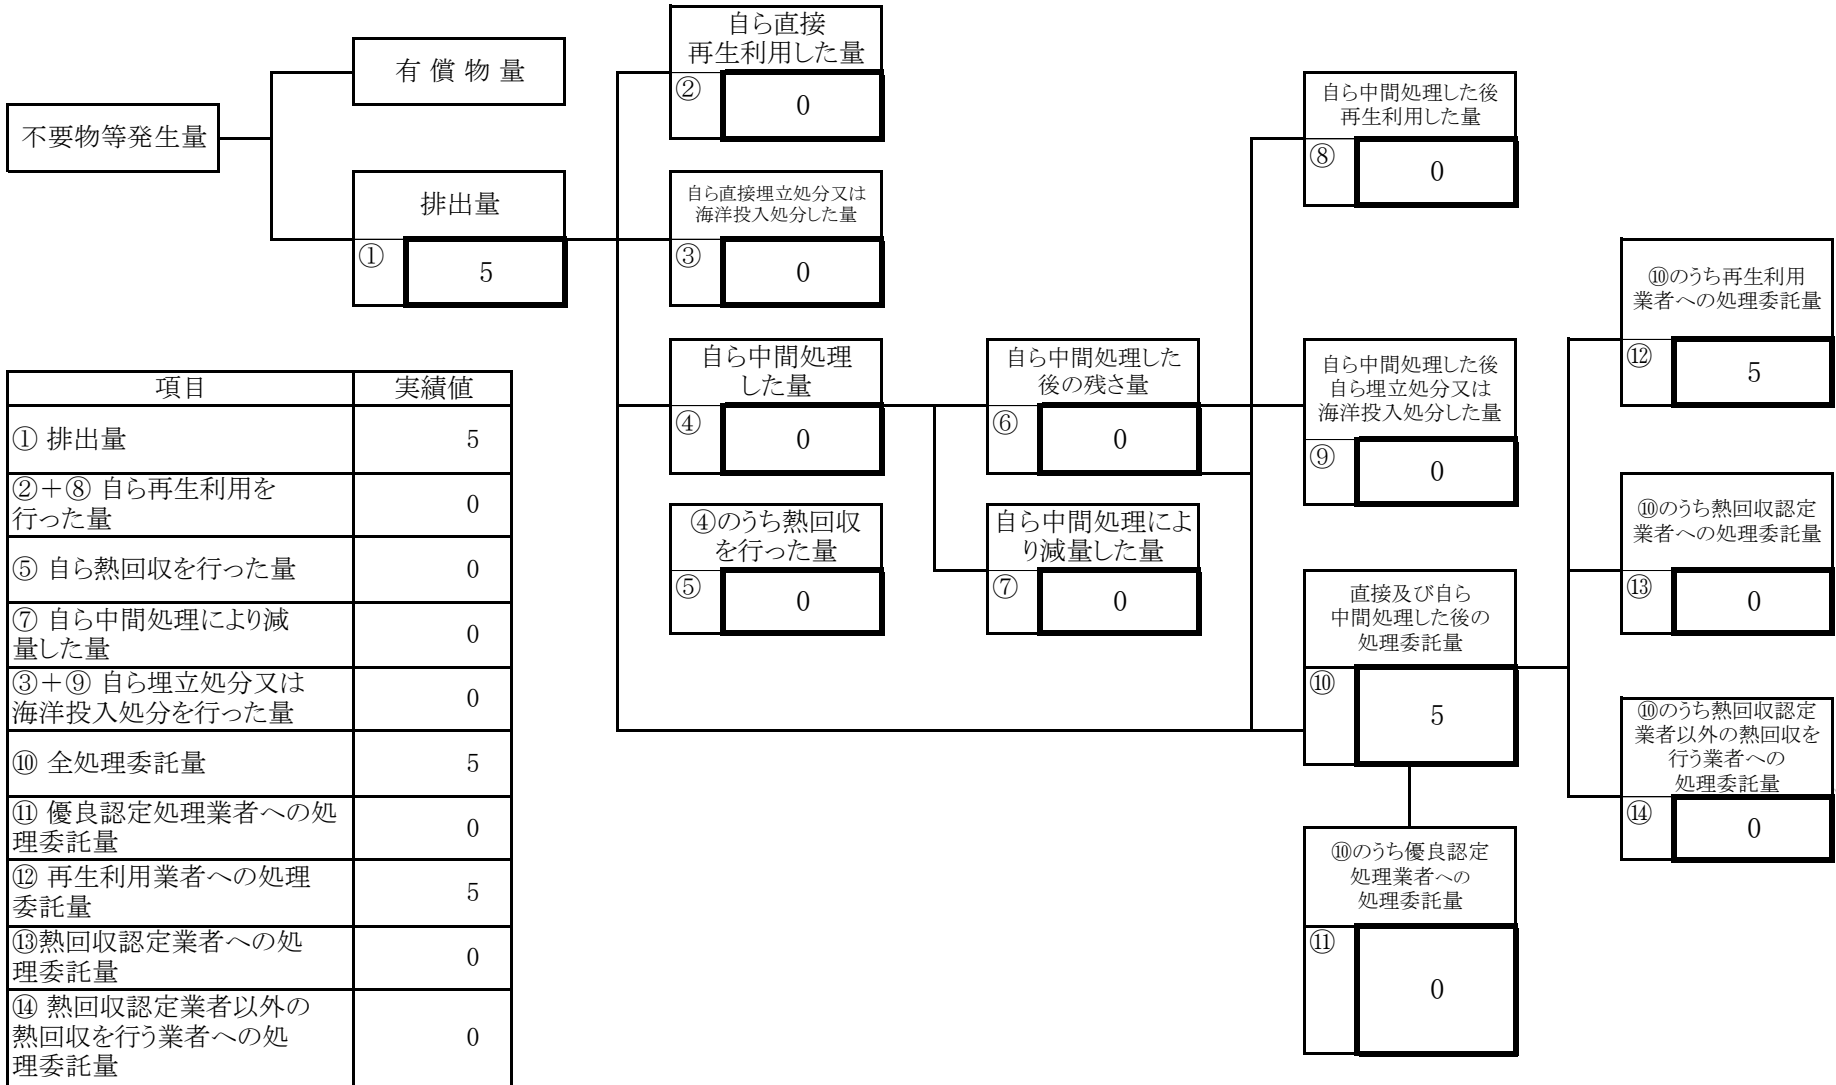 自ら直接
再生利用した量
②
0
有 償 物 量
不要物等発生量
排出量
①
5
自ら直接埋立処分又は
海洋投入処分した量
③
0
自ら中間処理した後
再生利用した量
⑧
0
自ら中間処理
した量
④
0
自ら中間処理した
後の残さ量
⑥
0
自ら中間処理した後
自ら埋立処分又は
海洋投入処分した量
⑨
0
⑩のうち再生利用
業者への処理委託量
⑫
5
④のうち熱回収
を行った量
⑤
0
自ら中間処理によ
り減量した量
⑦
0
直接及び自ら
中間処理した後の
処理委託量
⑩
5
⑩のうち熱回収認定
業者への処理委託量
⑬
0
⑩のうち熱回収認定
業者以外の熱回収を
行う業者への
処理委託量
⑭
0
⑩のうち優良認定
処理業者への
処理委託量
⑪
0
項目 実績値
① 排出量 5
②＋⑧ 自ら再生利用を
行った量 0
⑤ 自ら熱回収を行った量 0
⑦ 自ら中間処理により減
量した量 0
③＋⑨ 自ら埋立処分又は
海洋投入処分を行った量 0
⑩ 全処理委託量 5
⑪ 優良認定処理業者への処
理委託量 0
⑫ 再生利用業者への処理
委託量 5
⑬熱回収認定業者への処
理委託量 0
⑭ 熱回収認定業者以外の
熱回収を行う業者への処 0
理委託量